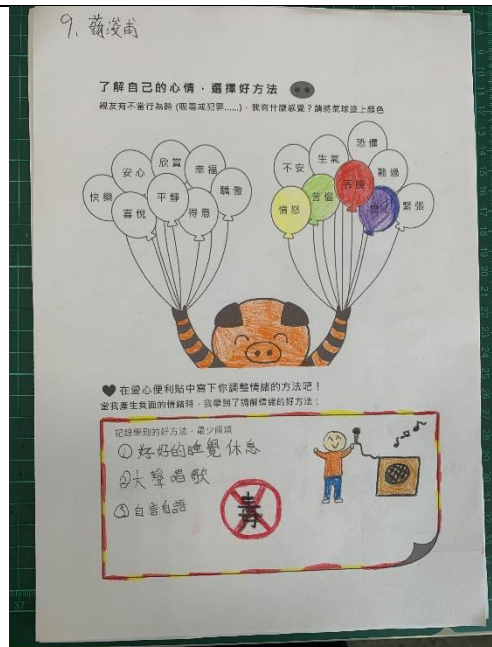 9、蘇浚甫
了解自己的心情，選擇好方法
親友有不當行為時(吸毒或犯罪......)，我有什麼感覺？請將氣球塗上顏色
快樂
安心
欣賞
幸福
驕傲
喜悅
平靜
得意
不安
生氣
恐懼
難過
緊張
憤怒
苦惱
丟臉
在愛心便利貼中寫下你調整情緒的方法吧！
當我產生負面的情緒時，我學到了調解情緒的好方法：
記錄學到的好方法，最少兩項
①好好的睡覺休息
②大聲唱歌
③自言自語
毒
37